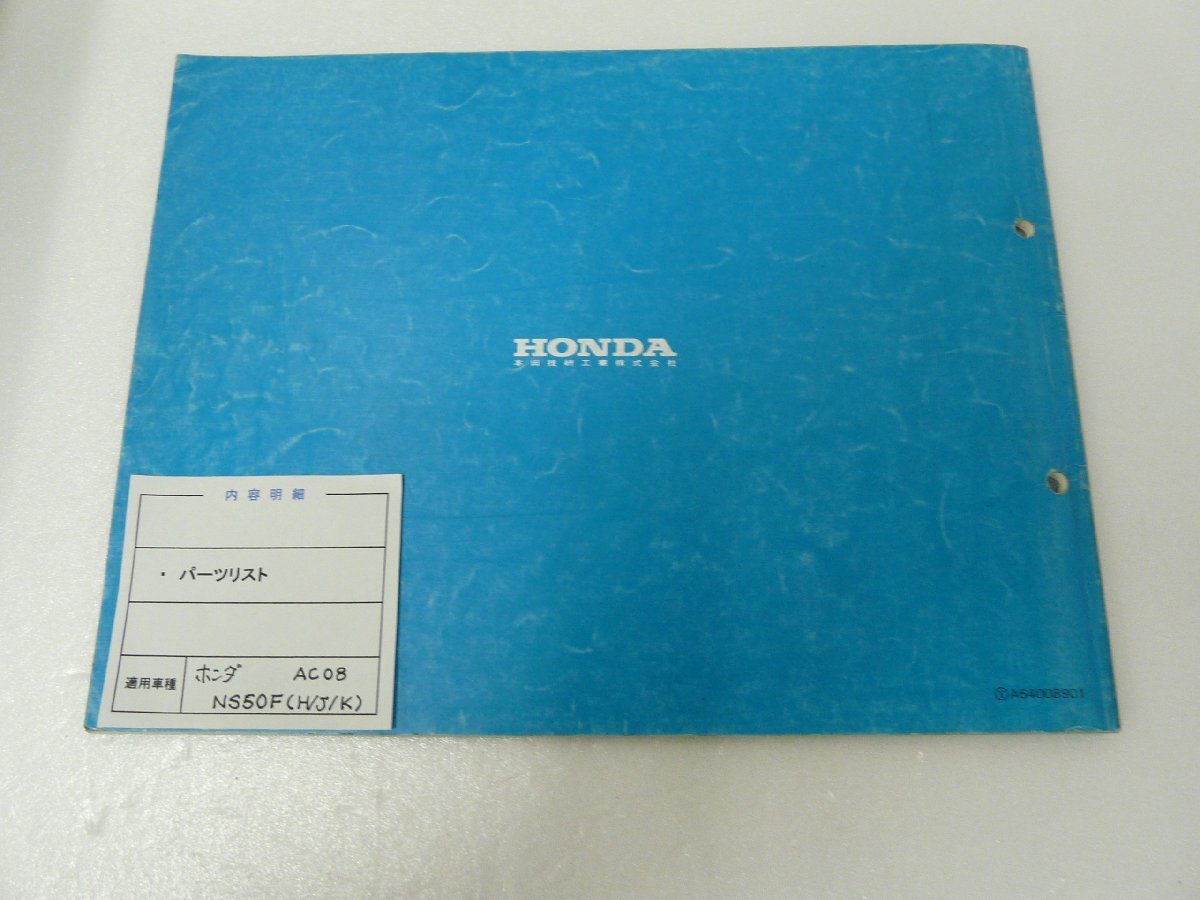 HONDA
本田技研工業株式会社
内容明細
・パーツリスト
適用車種
ホンダ AC08
NS50F(H/J/K)
Ⓨ A64008901